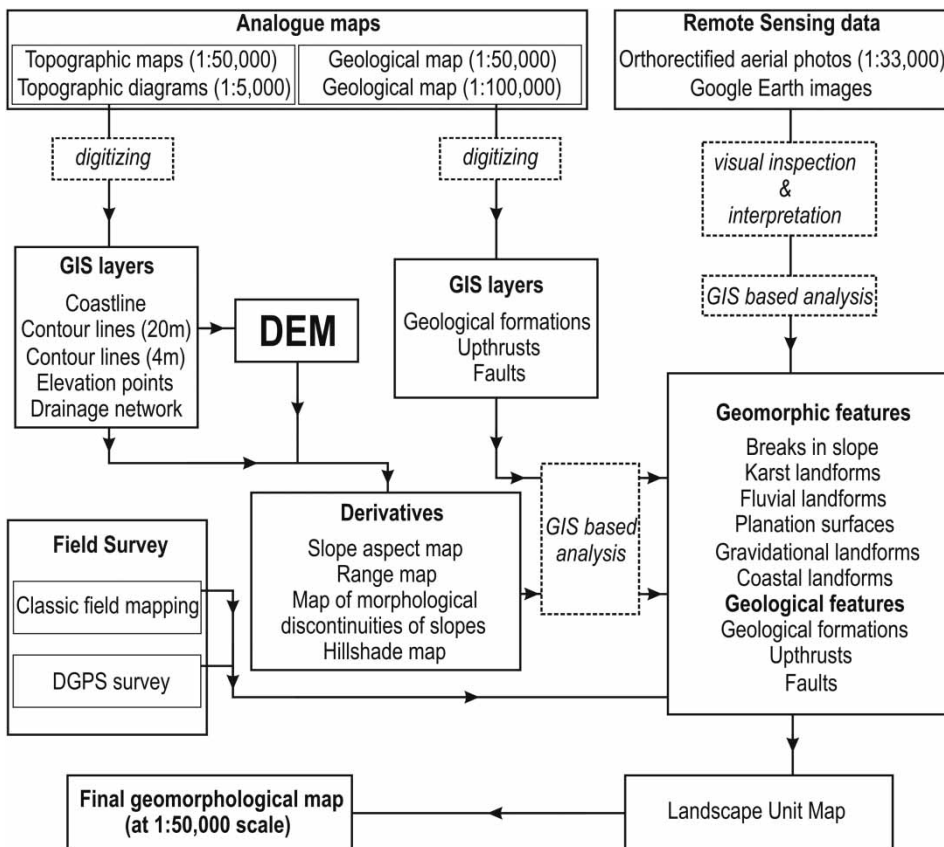 Analogue maps
Topographic maps (1:50,000)
Topographic diagrams (1:5,000)
Geological map (1:50,000)
Geological map (1:100,000)
Remote Sensing data
Orthorectified aerial photos (1:33,000)
Google Earth images
digitizing
digitizing
visual inspection
&
interpretation
GIS based analysis
GIS layers
Coastline
Contour lines (20m)
Contour lines (4m)
Elevation points
Drainage network
DEM
GIS layers
Geological formations
Upthrusts
Faults
Geomorphic features
Breaks in slope
Karst landforms
Fluvial landforms
Planation surfaces
Gravidational landforms
Coastal landforms
Geological features
Geological formations
Upthrusts
Faults
Derivatives
Slope aspect map
Range map
Map of morphological
discontinuities of slopes
Hillshade map
GIS based
analysis
Field Survey
Classic field mapping
DGPS survey
Final geomorphological map
(at 1:50,000 scale)
Landscape Unit Map